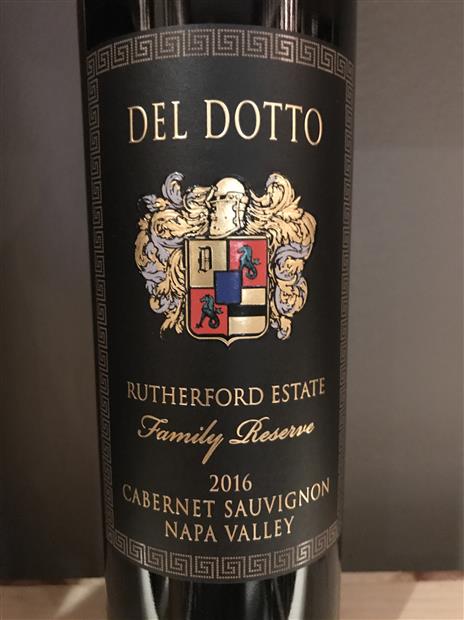 DEL DOTTO
D
RUTHERFORD ESTATE
Family Reserve
2016
CABERNET SAUVIGNON
NAPA VALLEY